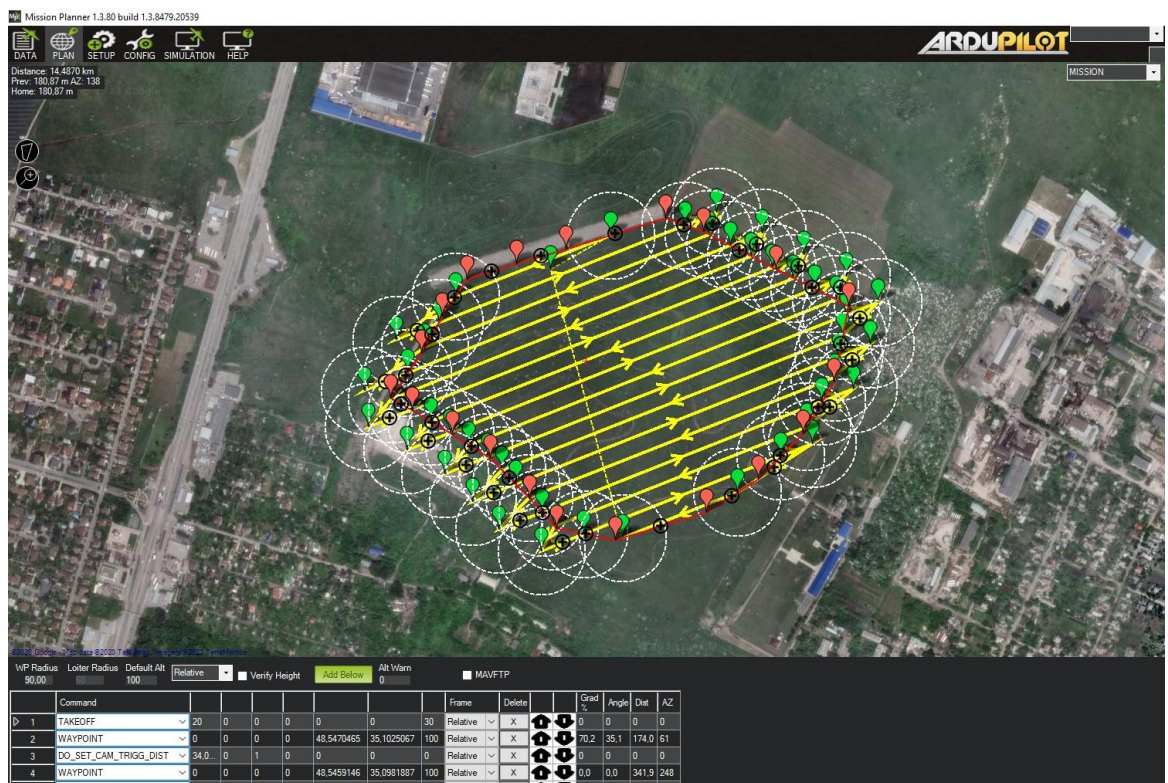 Mission Planner 1.3.80 build 1.3.8479.20539
DATA PLAN SETUP CONFIG SIMULATION HELP
ARDUPILOT
Distance: 14,4870 km
Prev: 180,87 m AZ: 138
Home: 180,87 m
MISSION
WP Radius Loiter Radius Default Alt
90,00 60 100 Relative Verify Height Add Below Alt Warn 0 MAVFTP
Command Frame Delete Grad % Angle Dist AZ
1 TAKEOFF 20 0 0 0 0 0 30 Relative X 0 0 0 0
2 WAYPOINT 0 0 0 0 48,5470465 35,1025067 100 Relative X 70,2 35,1 174,0 61
3 DO_SET_CAM_TRIGG_DIST 34,0... 0 1 0 0 0 0 Relative X 0 0 0 0
4 WAYPOINT 0 0 0 0 48,5459146 35,0981887 100 Relative X 0,0 0,0 341,9 248